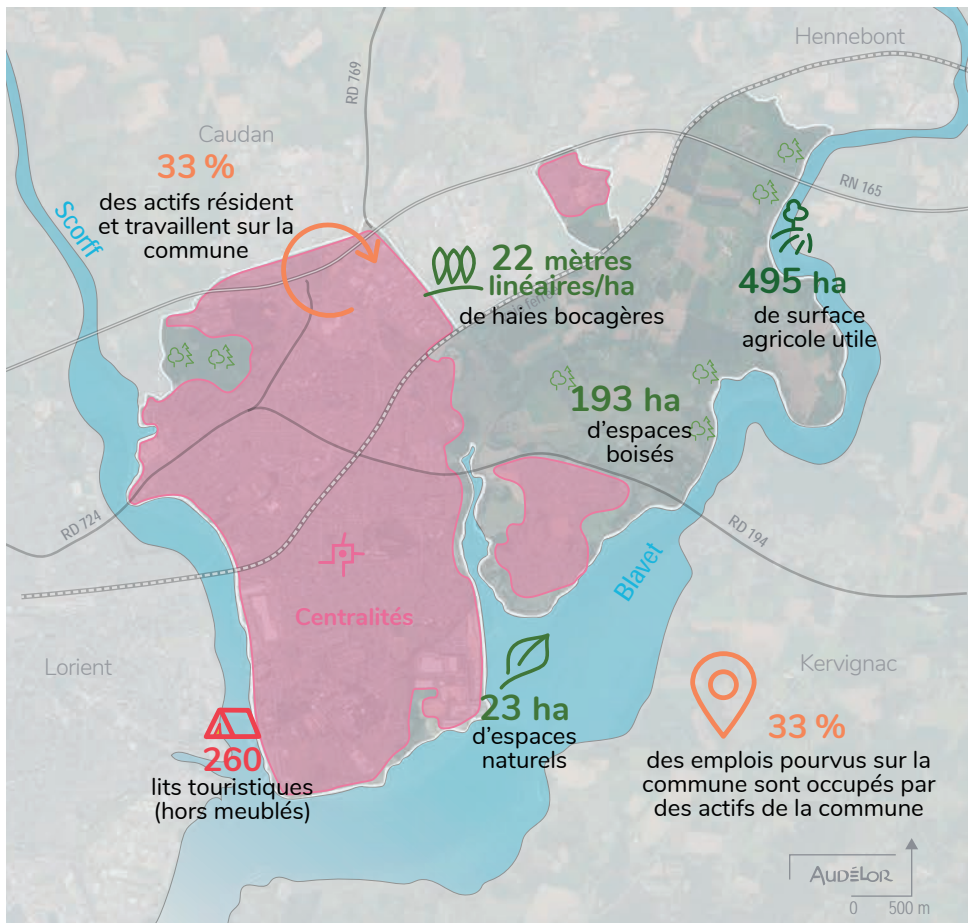 Hennebont
RD 769
Caudan
33 %
des actifs résident
et travaillent sur la
commune
Scorff
RN 165
22 mètres
linéaires/ha
de haies bocagères
495 ha
de surface
agricole utile
193 ha
d'espaces
boisés
RD 724
RD 194
Blavet
Centralités
Lorient
Kervignac
23 ha
d'espaces
naturels
260
lits touristiques
(hors meublés)
33 %
des emplois pourvus sur la
commune sont occupés par
des actifs de la commune
AUDÉLOR
0 500 m